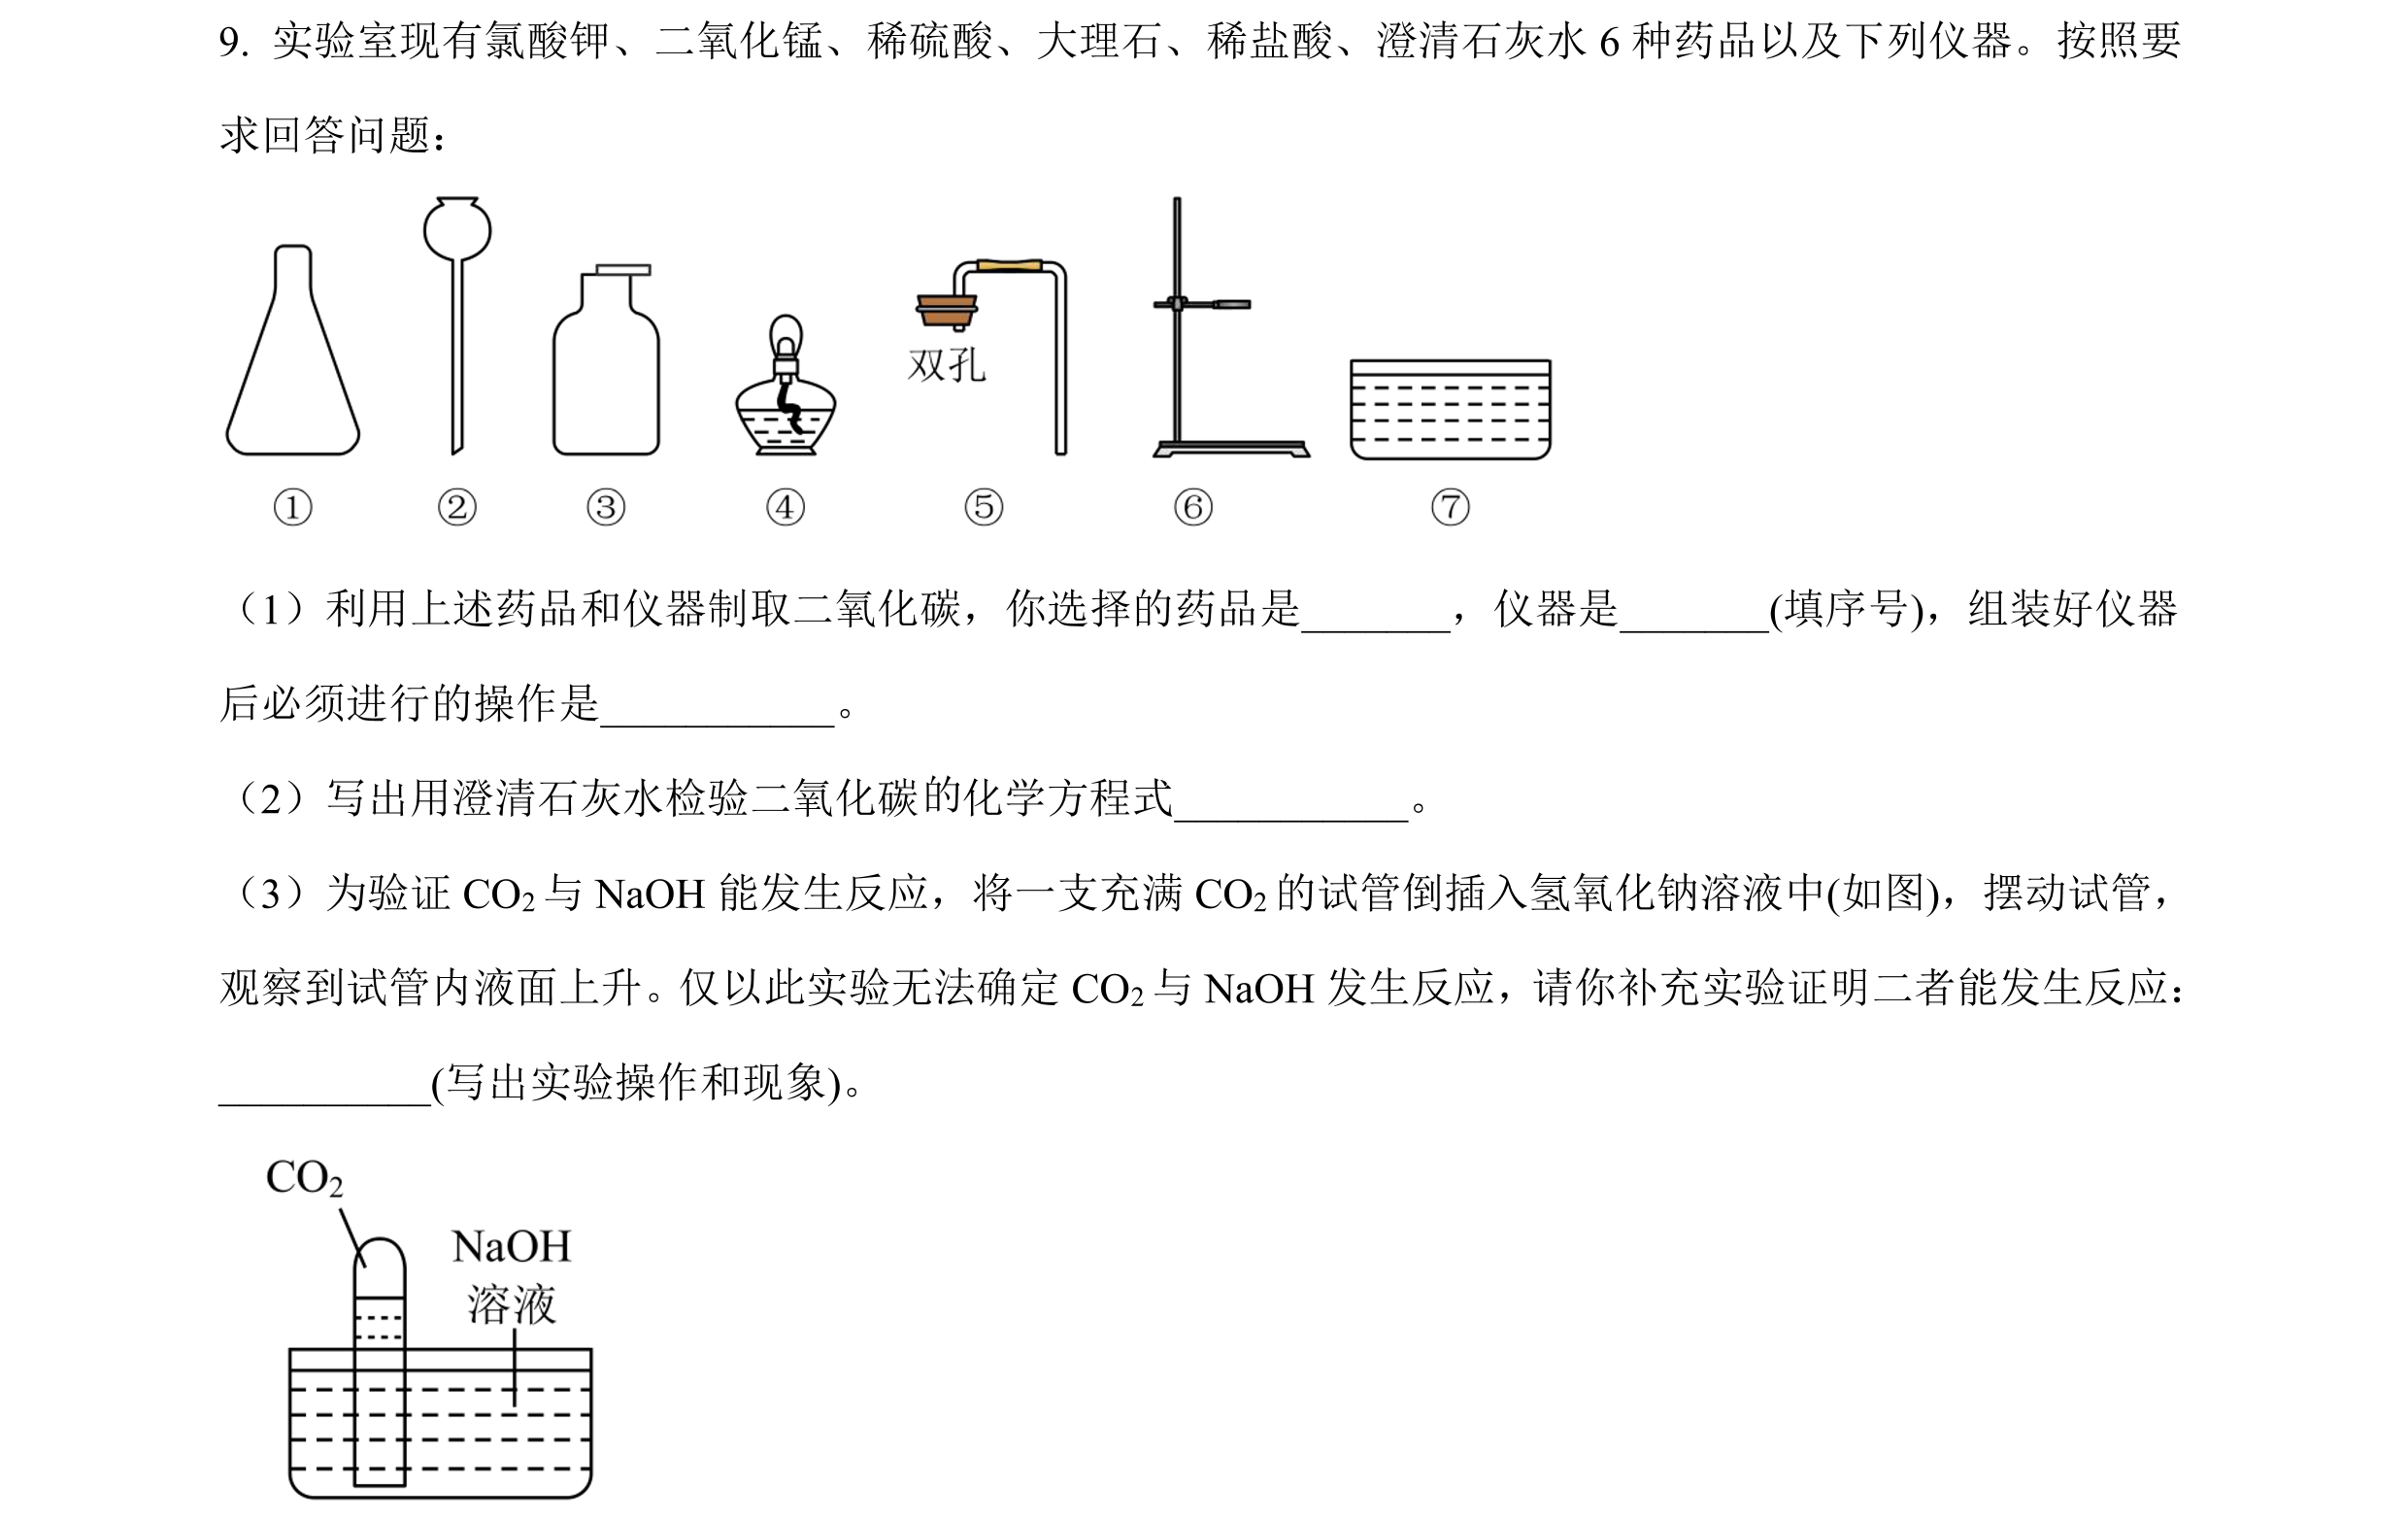 9. 实验室现有氯酸钾、二氧化锰、稀硫酸、大理石、稀盐酸、澄清石灰水 6 种药品以及下列仪器。按照要
求回答问题：
双孔
① ② ③ ④ ⑤ ⑥ ⑦
（1）利用上述药品和仪器制取二氧化碳，你选择的药品是_______，仪器是_______(填序号)，组装好仪器
后必须进行的操作是___________。
（2）写出用澄清石灰水检验二氧化碳的化学方程式___________。
（3）为验证 CO₂ 与 NaOH 能发生反应，将一支充满 CO₂ 的试管倒插入氢氧化钠溶液中(如图)，摆动试管，
观察到试管内液面上升。仅以此实验无法确定 CO₂ 与 NaOH 发生反应，请你补充实验证明二者能发生反应：
__________(写出实验操作和现象)。
CO₂
NaOH
溶液